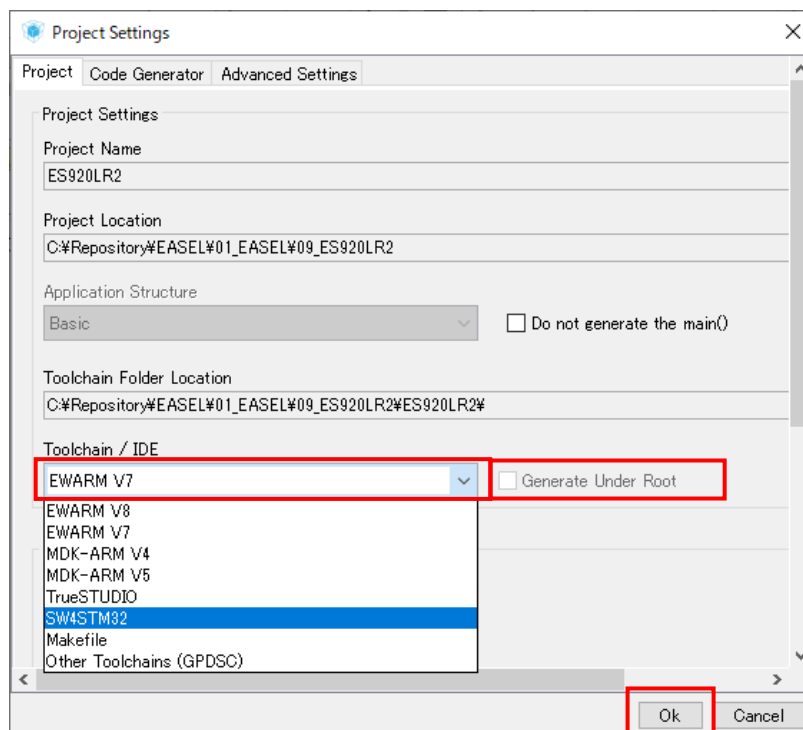 Project Settings
Project Code Generator Advanced Settings
Project Settings
Project Name
ES920LR2
Project Location
C:¥Repository¥EASEL¥01_EASEL¥09_ES920LR2
Application Structure
Basic Do not generate the main()
Toolchain Folder Location
C:¥Repository¥EASEL¥01_EASEL¥09_ES920LR2¥ES920LR2¥
Toolchain / IDE
EWARM V7 Generate Under Root
EWARM V8
EWARM V7
MDK-ARM V4
MDK-ARM V5
TrueSTUDIO
SW4STM32
Makefile
Other Toolchains (GPDSC)
Ok Cancel